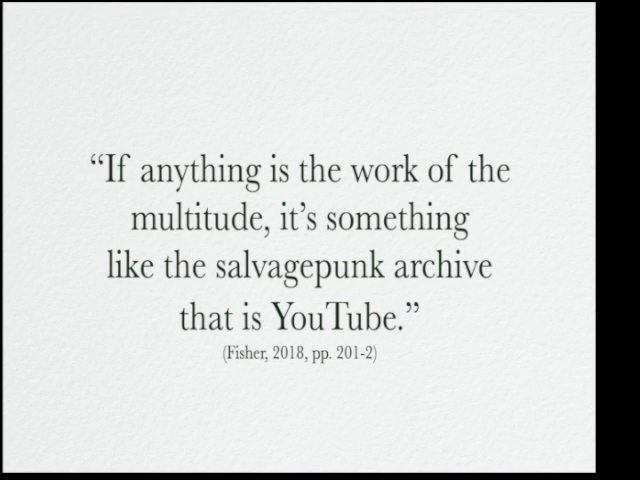 “If anything is the work of the
multitude, it’s something
like the salvagepunk archive
that is YouTube.”
(Fisher, 2018, pp. 201-2)